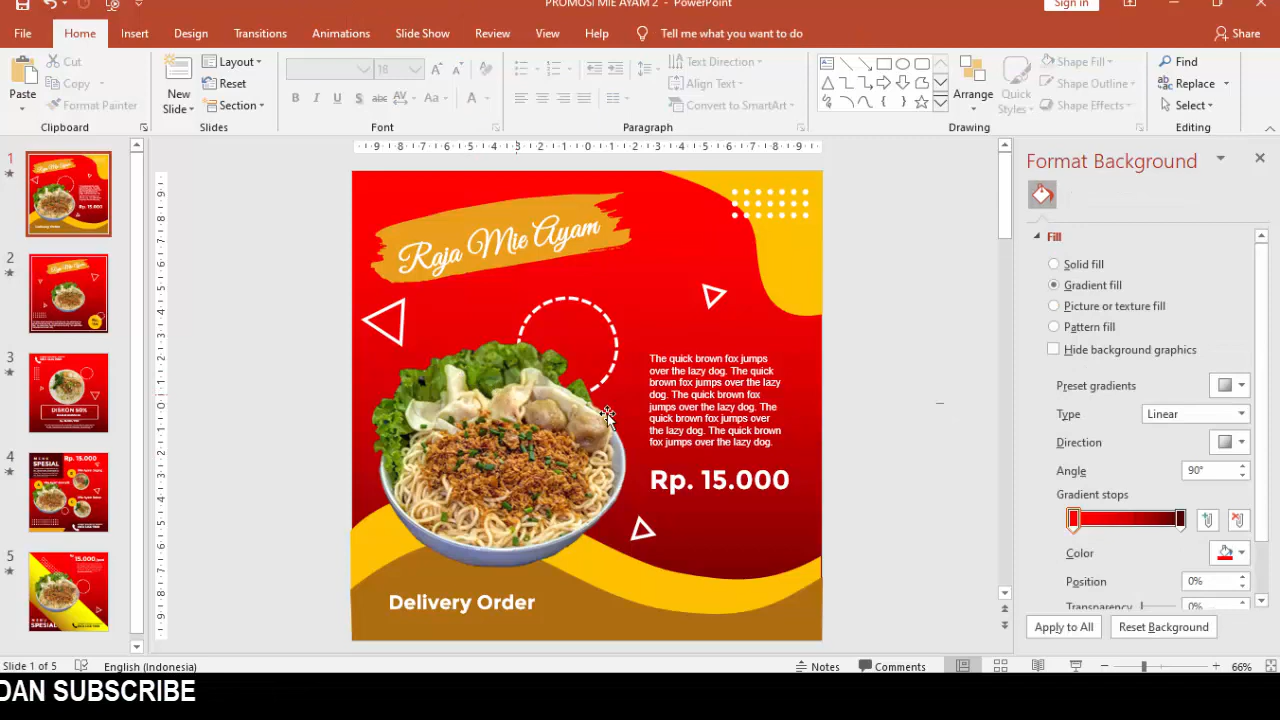 PROMOSI MIE AYAM 2 - PowerPoint
Sign in
File Home Insert Design Transitions Animations Slide Show Review View Help Tell me what you want to do Share
Paste
Cut
Copy
Format Painter
Clipboard
New
Slide
Layout
Reset
Section
Slides
18
Aa
A
Font
Text Direction
Align Text
Convert to SmartArt
Paragraph
Arrange
Quick
Styles
Shape Fill
Shape Outline
Shape Effects
Drawing
Find
Replace
Select
Editing
1
2
3
4
5
Raja Mie Ayam
The quick brown fox jumps
over the lazy dog. The quick
brown fox jumps over the lazy
dog. The quick brown fox
jumps over the lazy dog. The
quick brown fox jumps over
the lazy dog. The quick brown
fox jumps over the lazy dog.
Rp. 15.000
Delivery Order
Format Background
Fill
Solid fill
Gradient fill
Picture or texture fill
Pattern fill
Hide background graphics
Preset gradients
Type Linear
Direction
Angle 90°
Gradient stops
Color
Position 0%
Transparency 0%
Apply to All Reset Background
Slide 1 of 5 English (Indonesia) Notes Comments 66%
DAN SUBSCRIBE